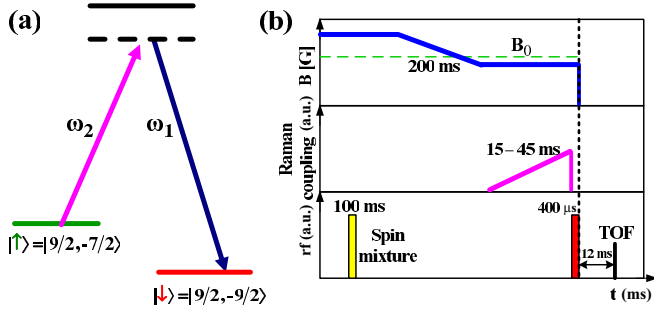 (a)
ω2
ω1
|↑⟩=|9/2,-7/2⟩
|↓⟩=|9/2,-9/2⟩
(b)
B [G]
B0
200 ms
Raman
coupling (a.u.)
15–45 ms
rf (a.u.)
100 ms
Spin
mixture
400 μs
TOF
12 ms
t (ms)